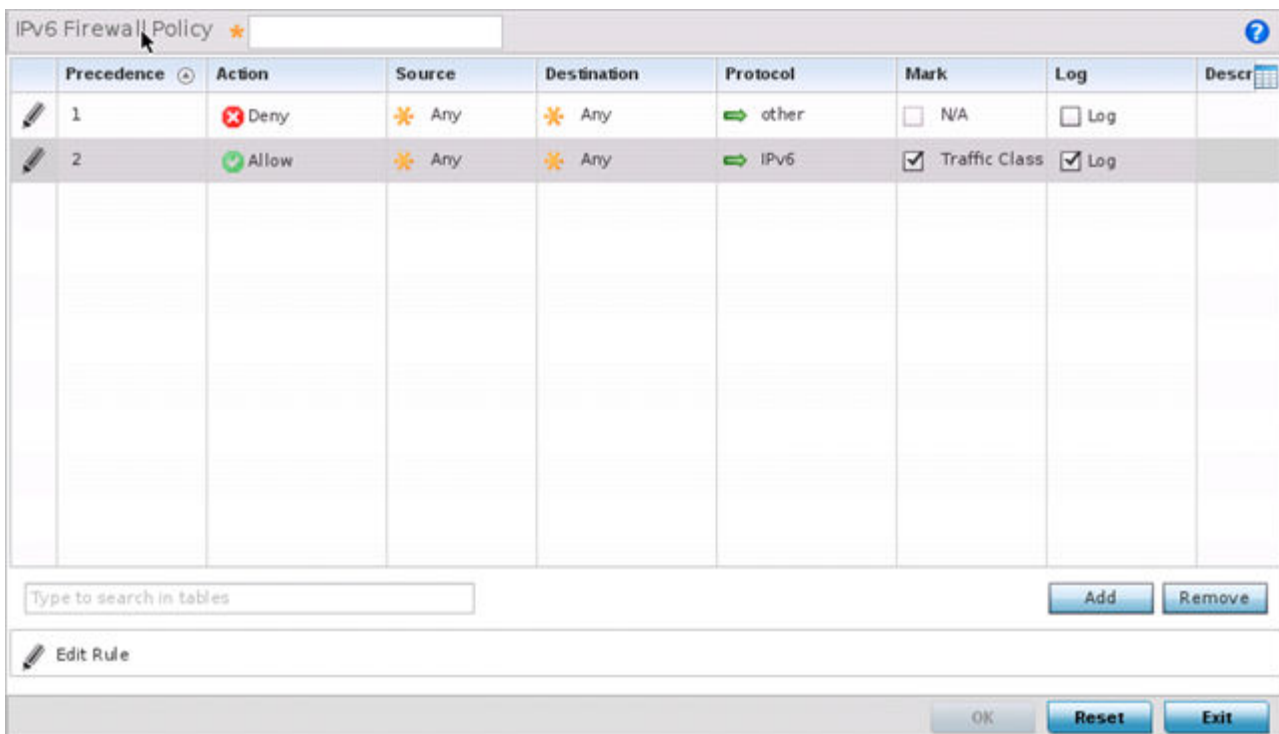 IPv6 Firewall Policy *
Precedence Action Source Destination Protocol Mark Log Descr
1 Deny Any Any other N/A Log
2 Allow Any Any IPv6 Traffic Class Log
Type to search in tables Add Remove
Edit Rule
OK Reset Exit